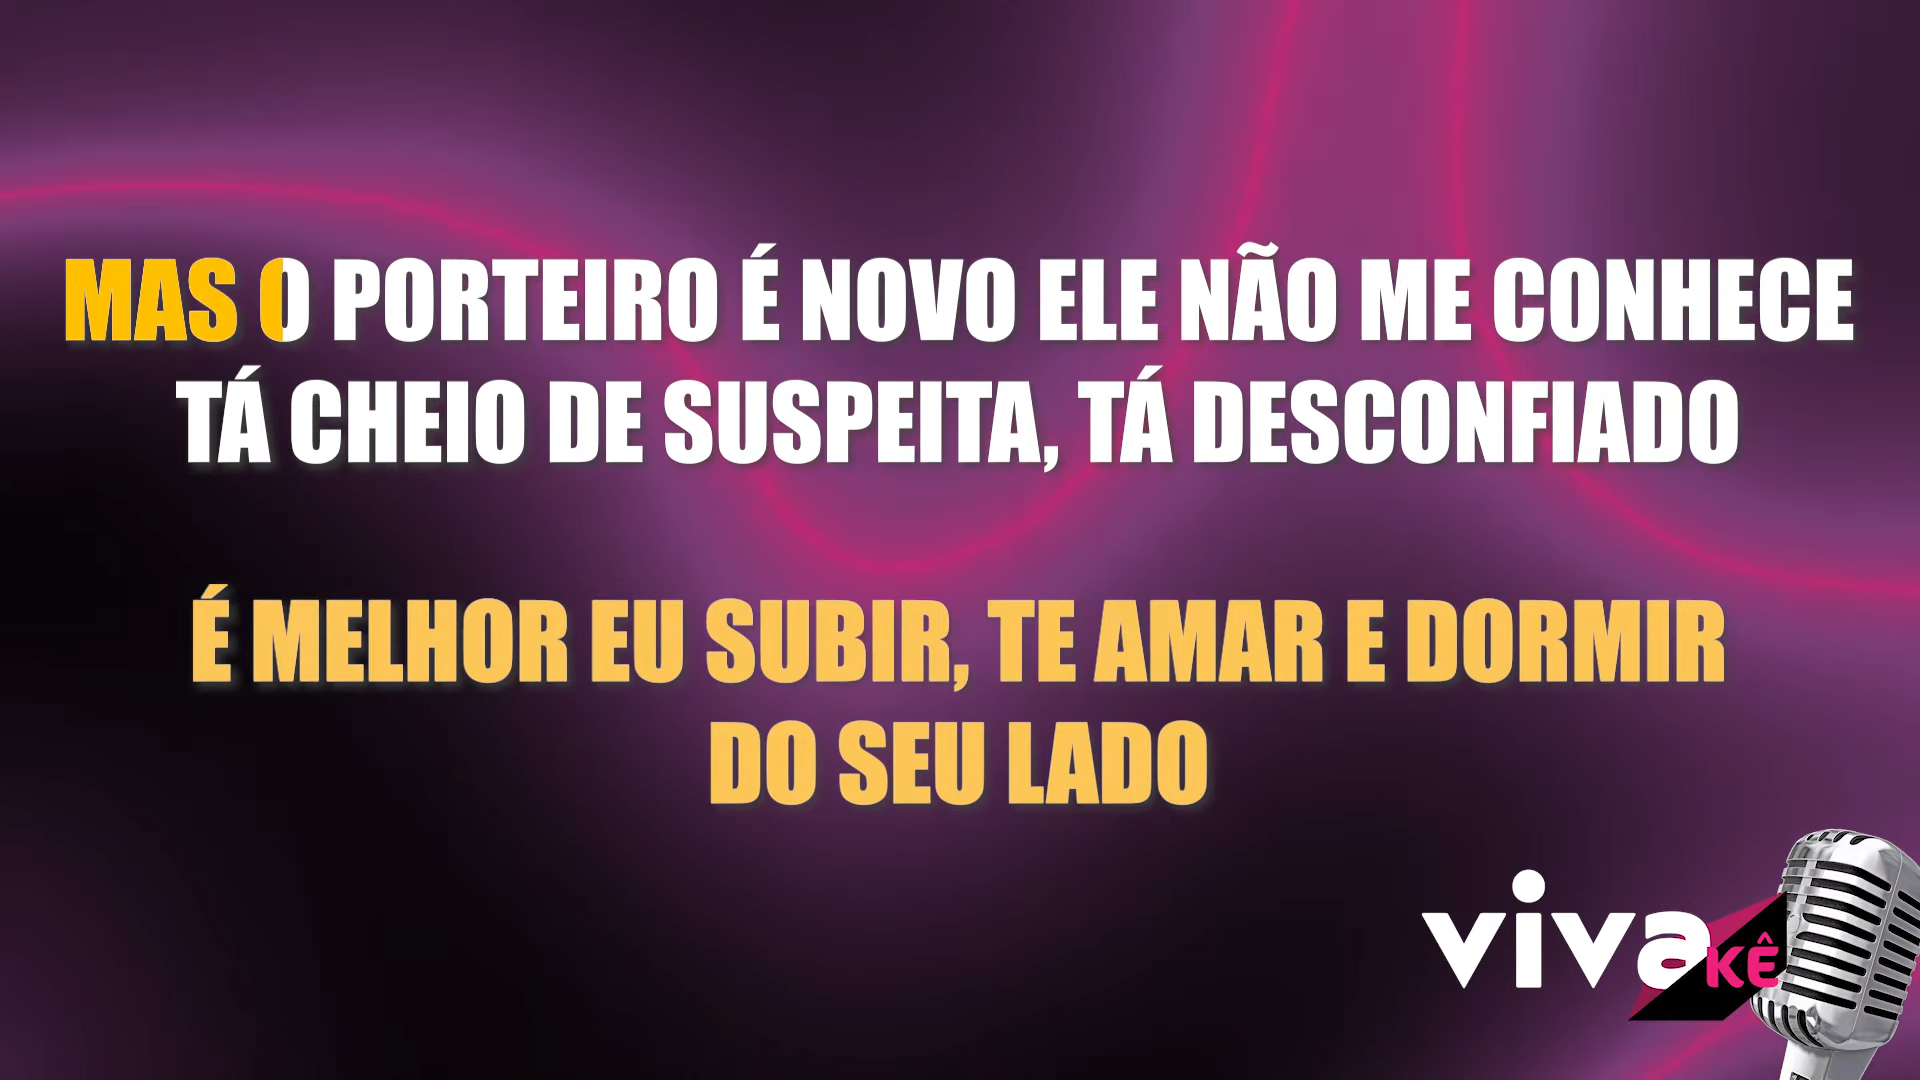 MAS O PORTEIRO É NOVO ELE NÃO ME CONHECE
TÁ CHEIO DE SUSPEITA, TÁ DESCONFIADO
É MELHOR EU SUBIR, TE AMAR E DORMIR
DO SEU LADO
viva KÊ